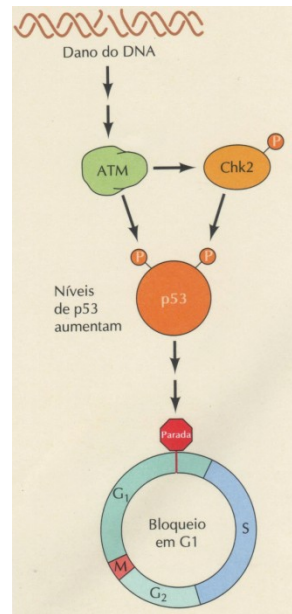 Dano do DNA
ATM
Chk2
P
P
P
p53
Níveis
de p53
aumentam
Parada
G1
Bloqueio
em G1
S
M
G2